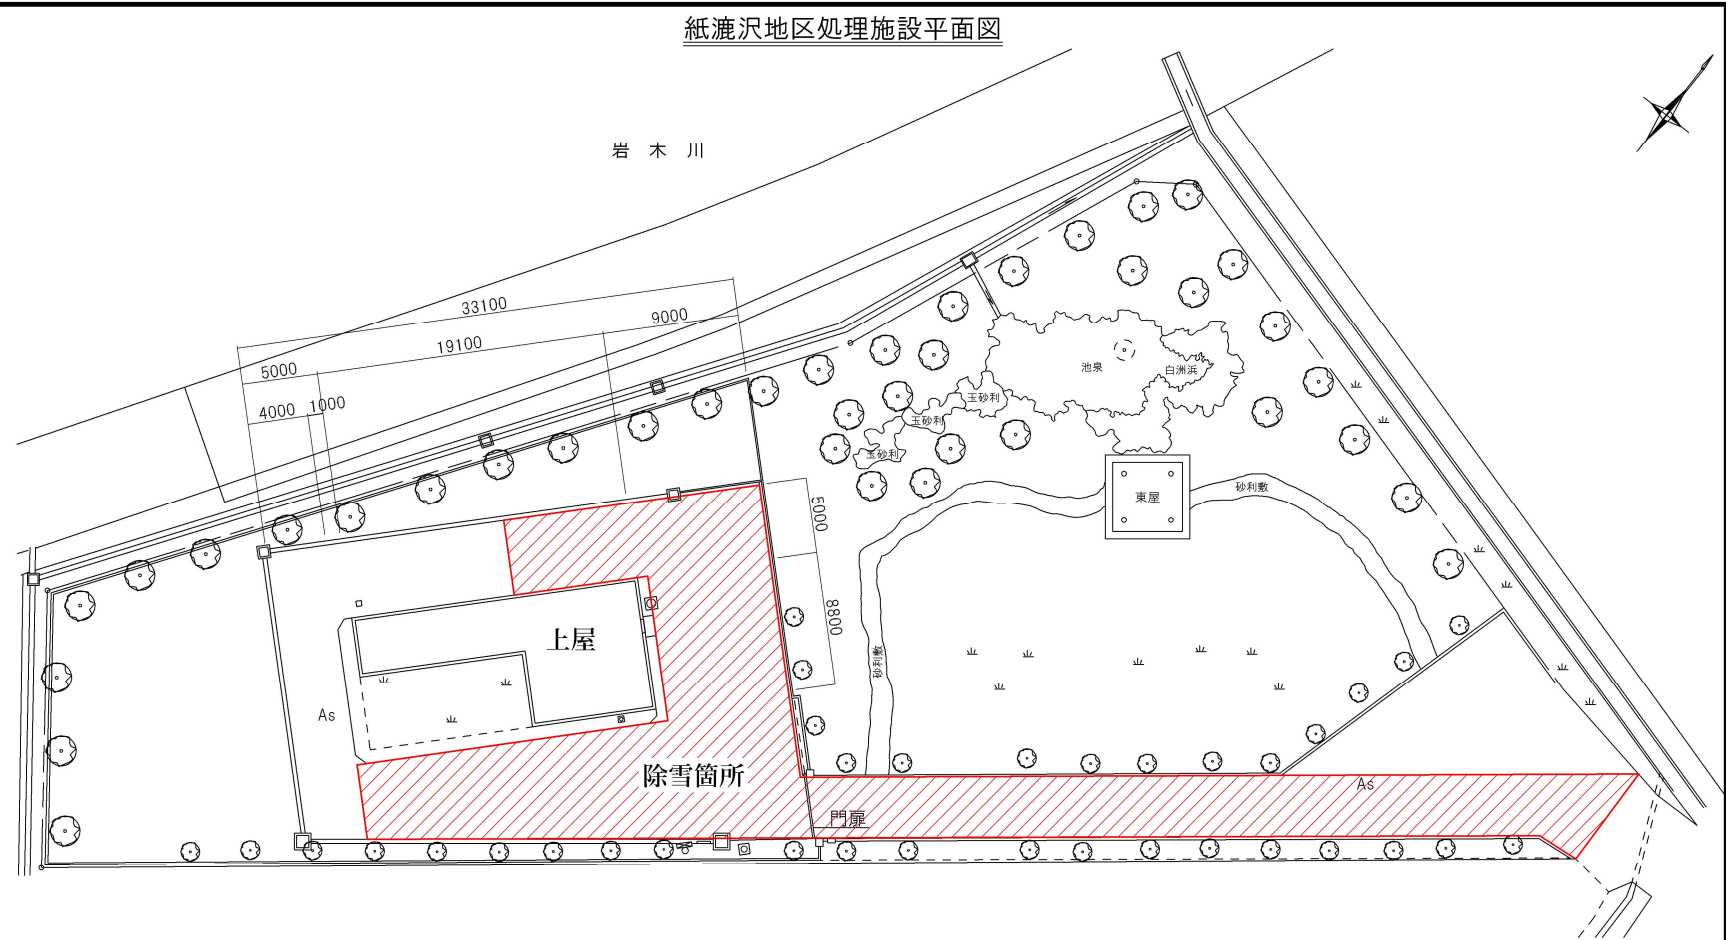 紙漉沢地区処理施設平面図
岩木川
33100
9000
19100
5000
4000
1000
池泉
白洲浜
玉砂利
玉砂利
玉砂利
東屋
砂利敷
5000
8800
砂利敷
上屋
As
除雪箇所
As
門扉